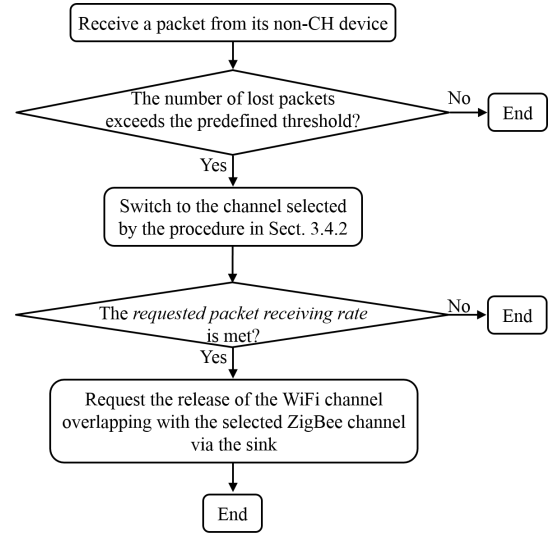 Receive a packet from its non-CH device
The number of lost packets
exceeds the predefined threshold?
No
End
Yes
Switch to the channel selected
by the procedure in Sect. 3.4.2
The requested packet receiving rate
is met?
No
End
Yes
Request the release of the WiFi channel
overlapping with the selected ZigBee channel
via the sink
End